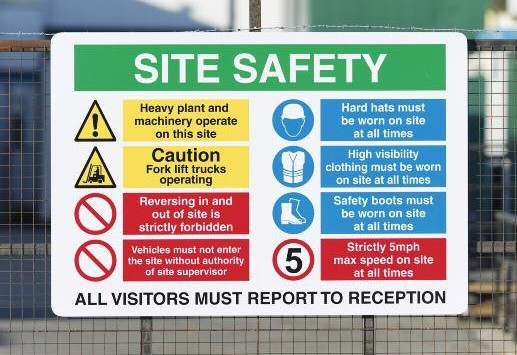 SITE SAFETY
Heavy plant and
machinery operate
on this site
Caution
Fork lift trucks
operating
Reversing in and
out of site is
strictly forbidden
Vehicles must not enter
the site without authority
of site supervisor
Hard hats must
be worn on site
at all times
High visibility
clothing must be worn
on site at all times
Safety boots must
be worn on site
at all times
5
Strictly 5mph
max speed on site
at all times
ALL VISITORS MUST REPORT TO RECEPTION